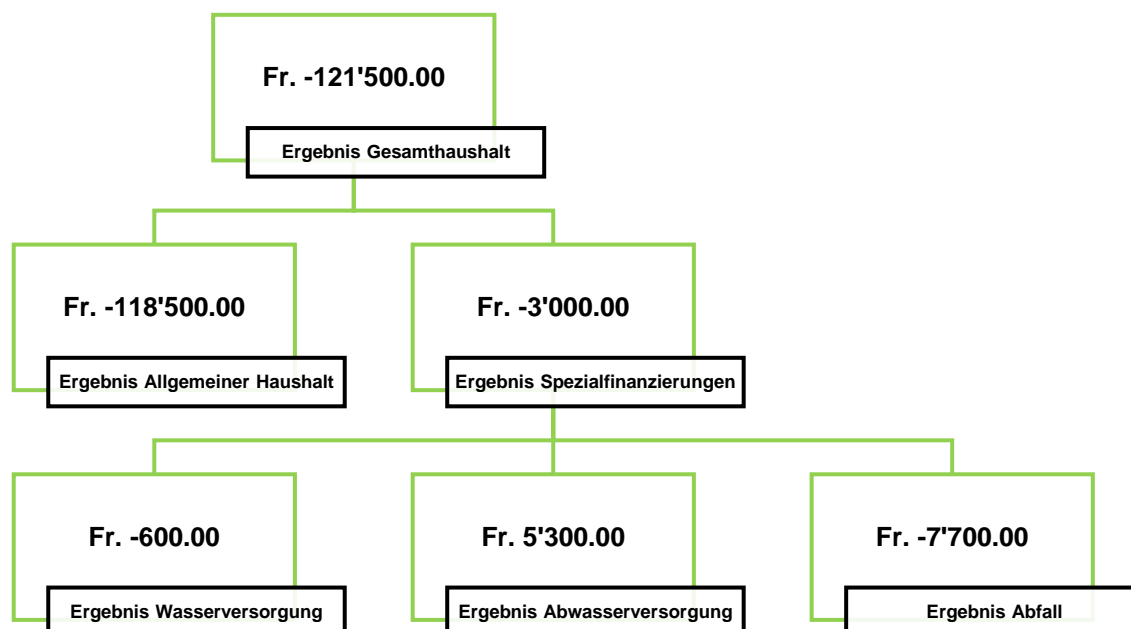 Fr. -121'500.00
Ergebnis Gesamthaushalt
Fr. -118'500.00
Ergebnis Allgemeiner Haushalt
Fr. -3'000.00
Ergebnis Spezialfinanzierungen
Fr. -600.00
Ergebnis Wasserversorgung
Fr. 5'300.00
Ergebnis Abwasserversorgung
Fr. -7'700.00
Ergebnis Abfall